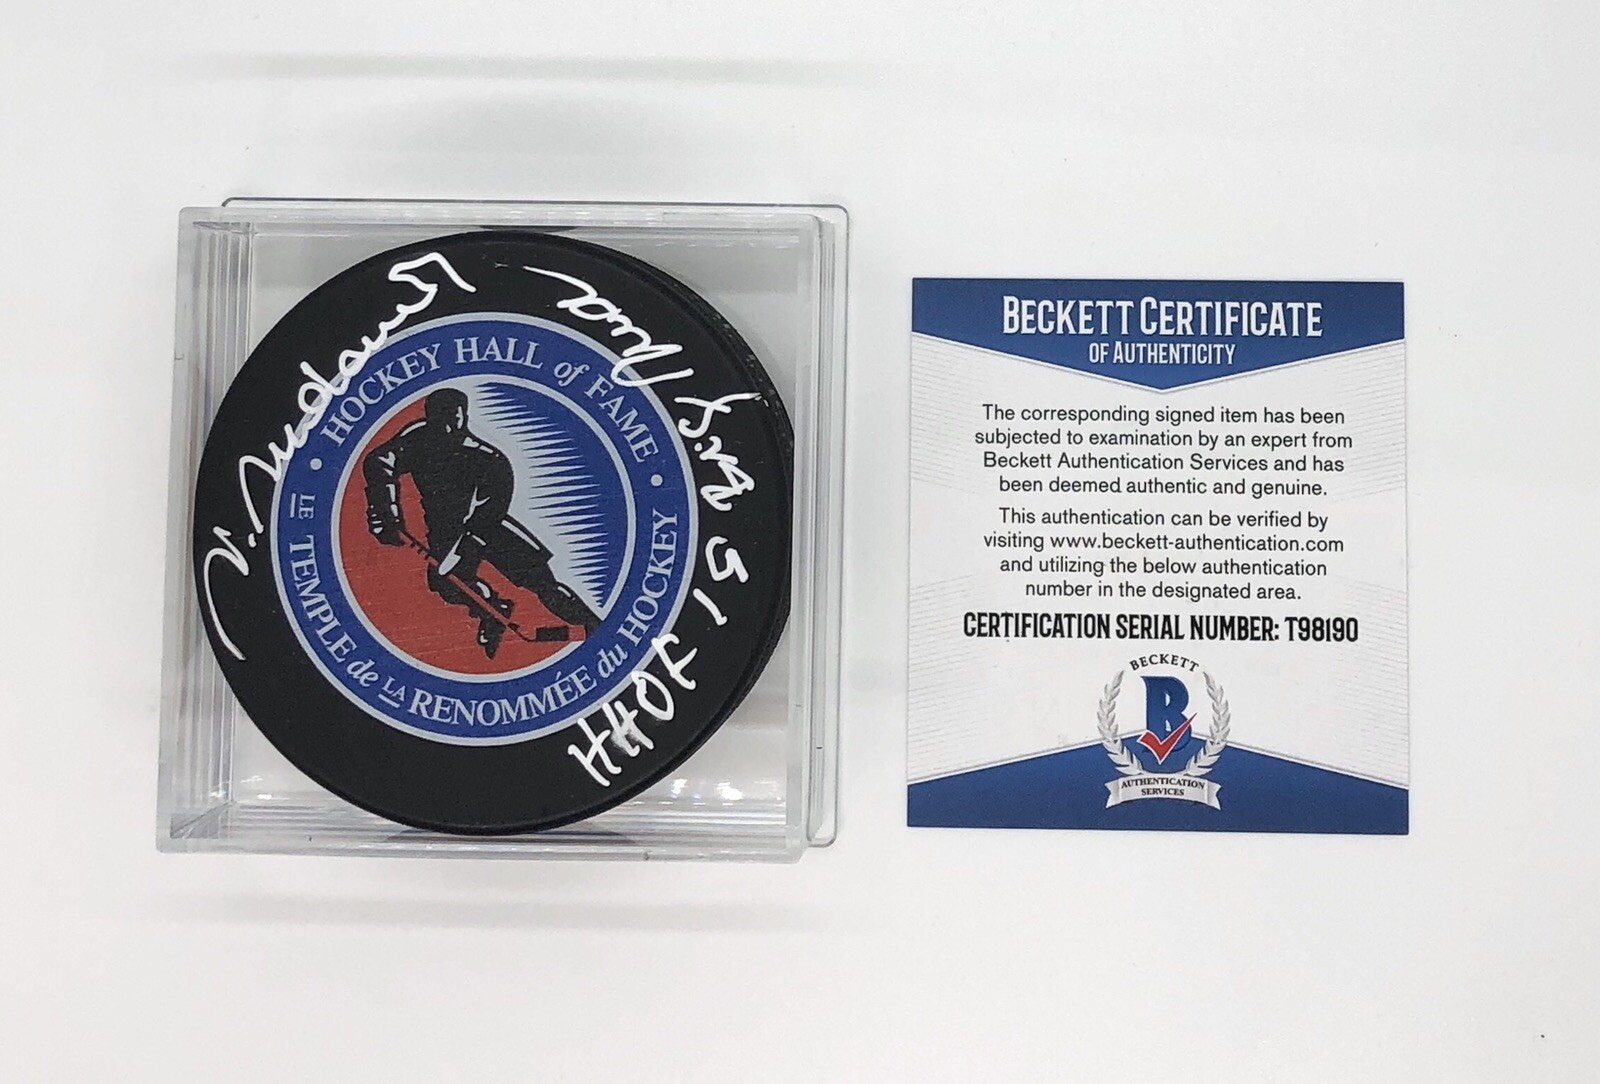 HOCKEY HALL of FAME
LE TEMPLE de LA RENOMMÉE du HOCKEY
HHOF 15
BECKETT CERTIFICATE
OF AUTHENTICITY
The corresponding signed item has been
subjected to examination by an expert from
Beckett Authentication Services and has
been deemed authentic and genuine.
This authentication can be verified by
visiting www.beckett-authentication.com
and utilizing the below authentication
number in the designated area.
CERTIFICATION SERIAL NUMBER: T98190
BECKETT
B
AUTHENTICATION
SERVICES